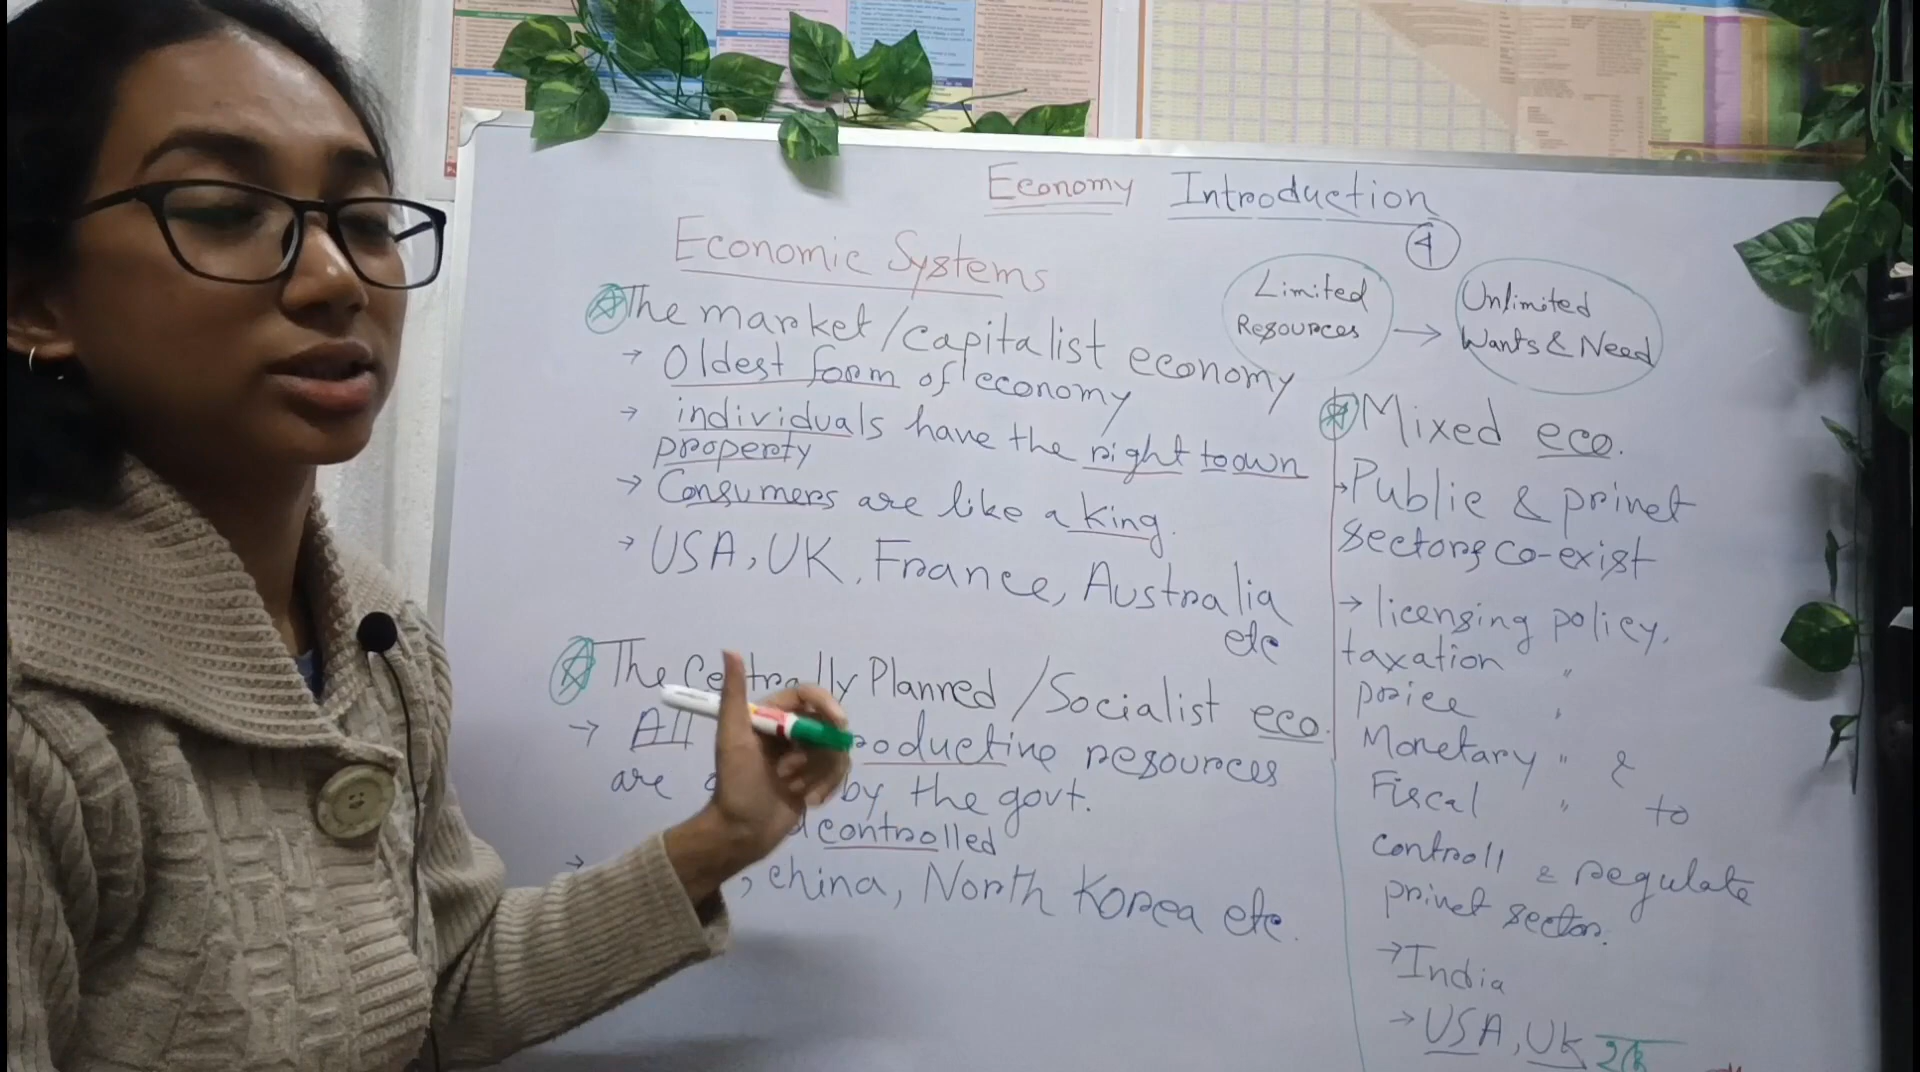 Economy Introduction
4
Economic Systems
The market/capitalist economy
→ Oldest form of economy
→ individuals have the right to own
property
→ Consumers are like a king.
→ USA, UK, France, Australia
etc
Limited
Resources
→
Unlimited
Wants & Need
The Centrally Planned / Socialist eco.
→ All productive resources
are by the govt.
controlled
→ , China, North Korea etc.
Mixed eco.
→ Public & privet
sectors co-exist
→ licensing policy,
taxation "
price "
Monetary " &
Fiscal " to
controll & regulate
privet sector.
→ India
→ USA, UK